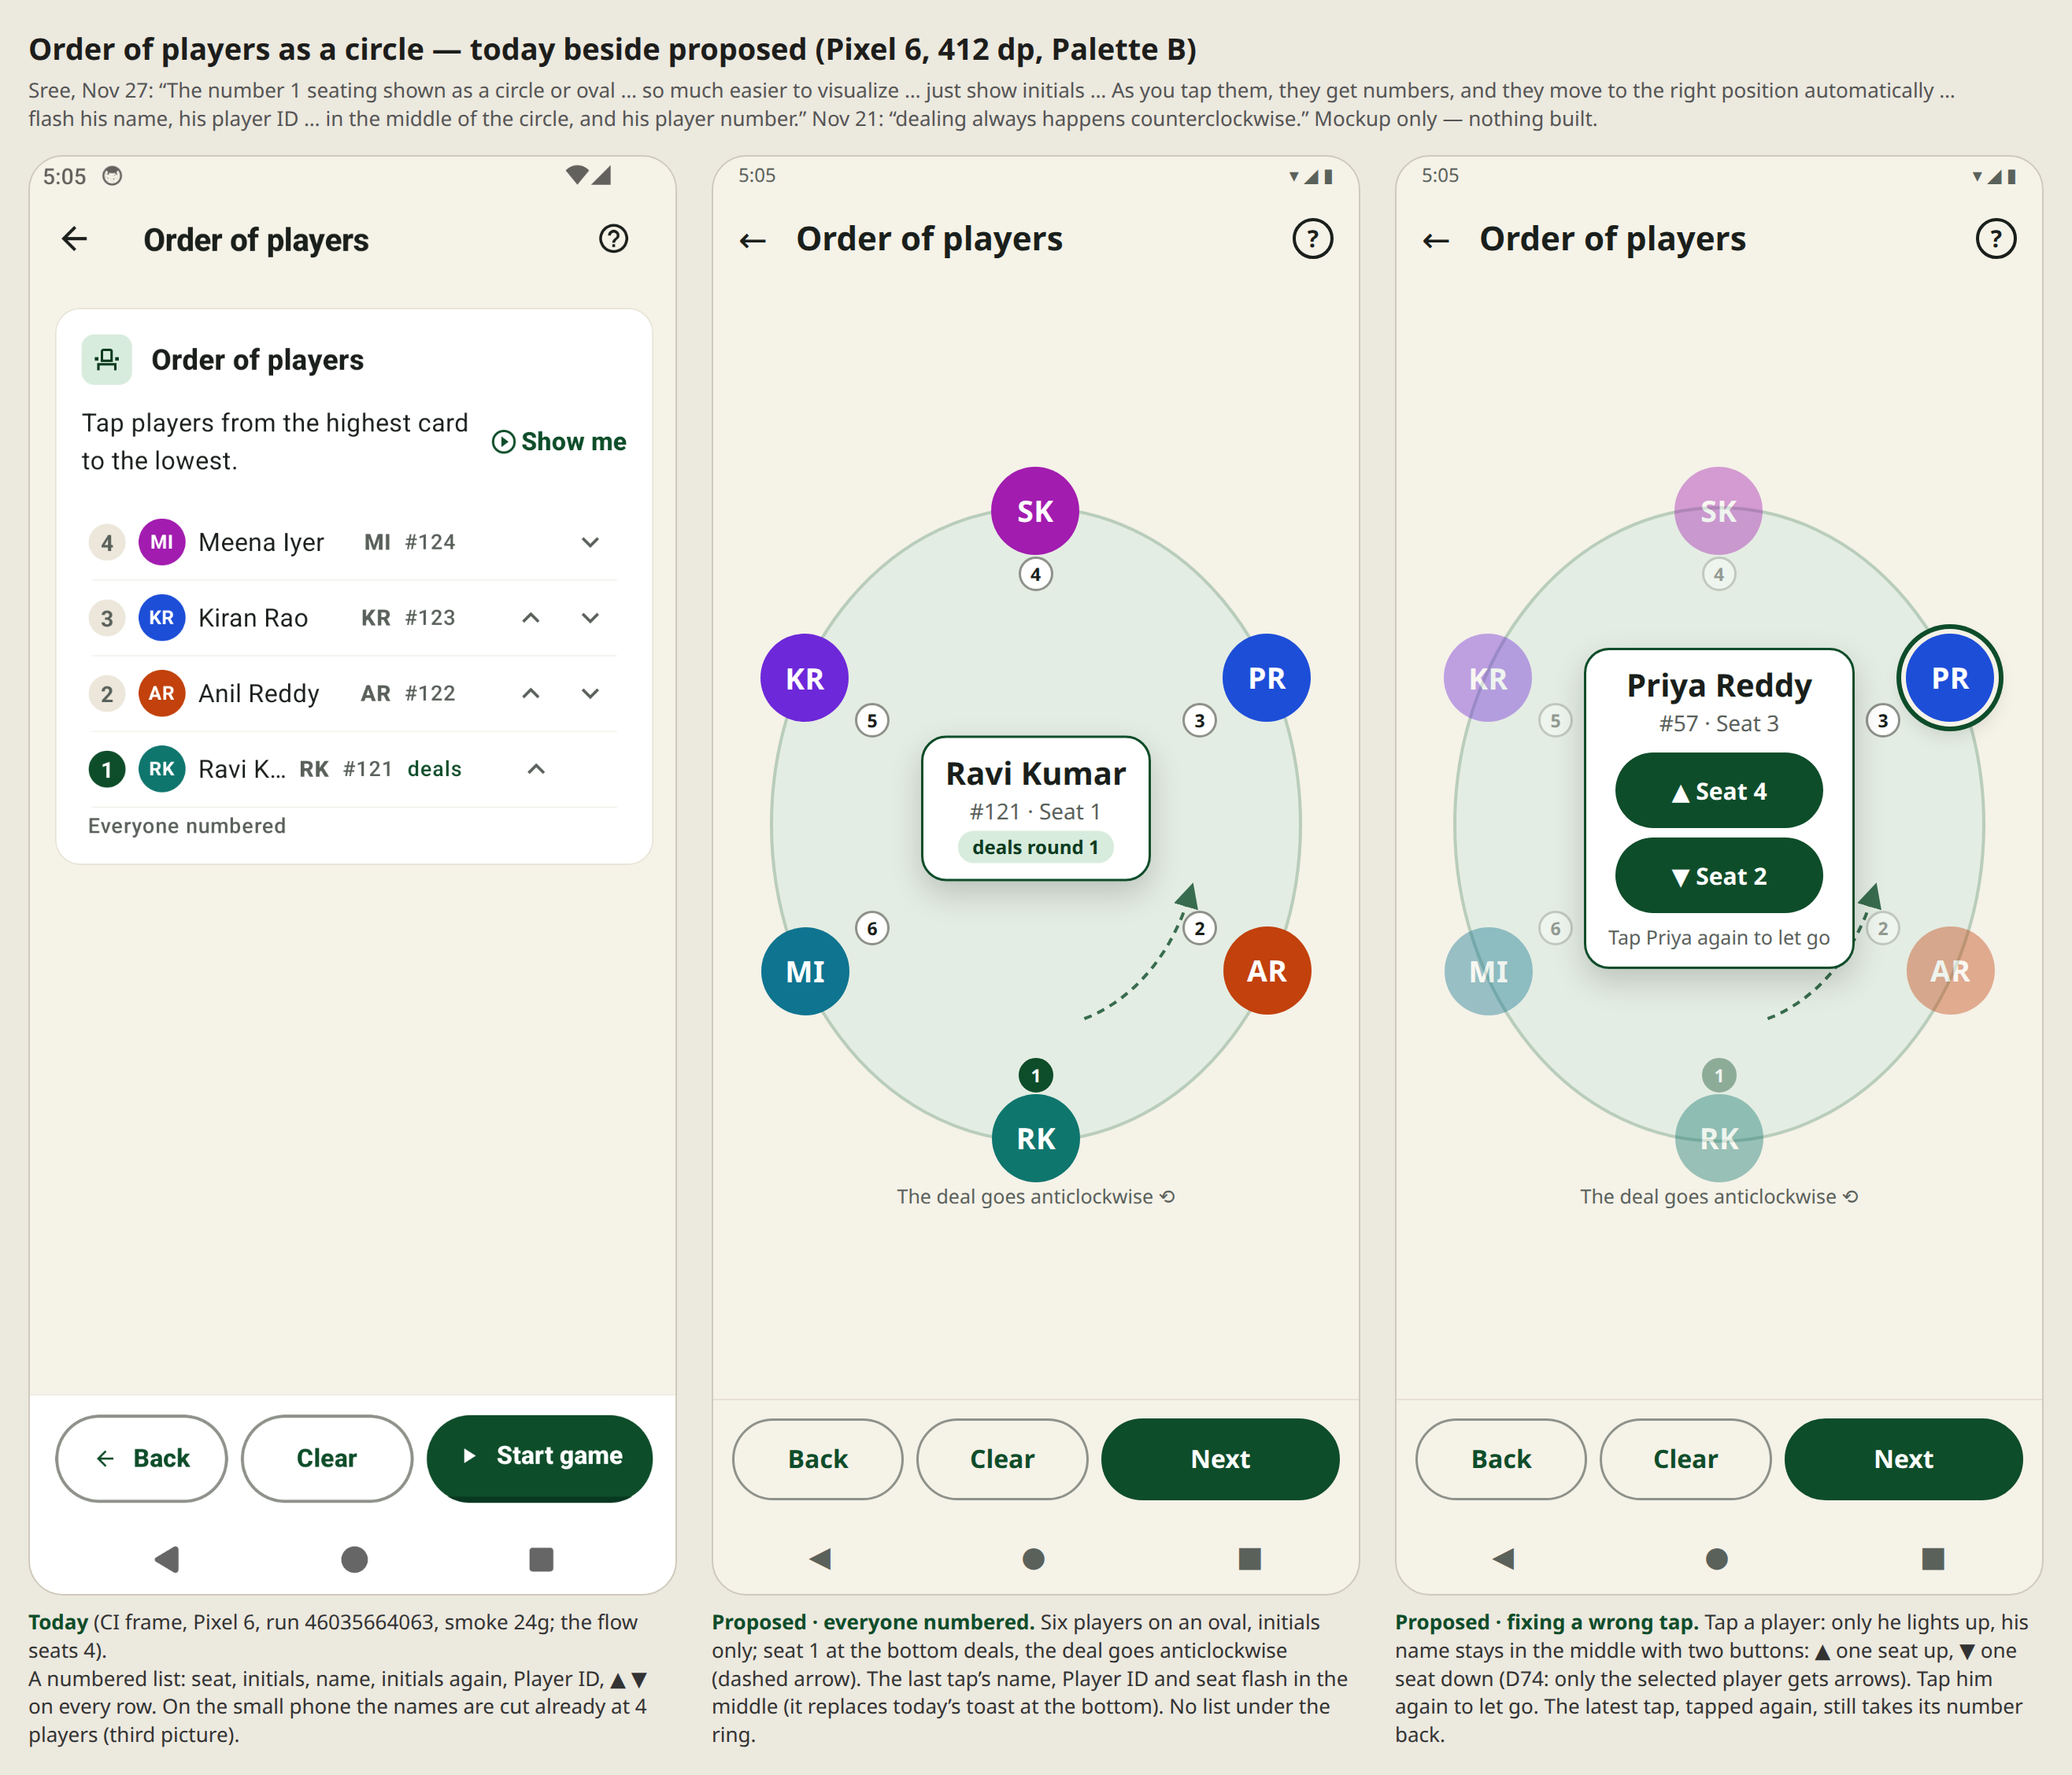 Order of players as a circle — today beside proposed (Pixel 6, 412 dp, Palette B)
Sree, Nov 27: “The number 1 seating shown as a circle or oval … so much easier to visualize … just show initials … As you tap them, they get numbers, and they move to the right position automatically …
flash his name, his player ID … in the middle of the circle, and his player number.” Nov 21: “dealing always happens counterclockwise.” Mockup only — nothing built.
5:05
← Order of players ?
Order of players
Tap players from the highest card
to the lowest.
Show me
4 MI Meena Iyer MI #124
3 KR Kiran Rao KR #123
2 AR Anil Reddy AR #122
1 RK Ravi K… RK #121 deals
Everyone numbered
← Back
Clear
Start game
5:05
← Order of players ?
SK
4
KR
PR
5
3
Ravi Kumar
#121 · Seat 1
deals round 1
6
2
MI
AR
1
RK
The deal goes anticlockwise ⟲
Back
Clear
Next
5:05
← Order of players ?
SK
4
KR
PR
5
3
Priya Reddy
#57 · Seat 3
▲ Seat 4
▼ Seat 2
Tap Priya again to let go
6
2
MI
AR
1
RK
The deal goes anticlockwise ⟲
Back
Clear
Next
Today (CI frame, Pixel 6, run 46035664063, smoke 24g; the flow
seats 4).
A numbered list: seat, initials, name, initials again, Player ID, ▲ ▼
on every row. On the small phone the names are cut already at 4
players (third picture).
Proposed · everyone numbered. Six players on an oval, initials
only; seat 1 at the bottom deals, the deal goes anticlockwise
(dashed arrow). The last tap’s name, Player ID and seat flash in the
middle (it replaces today’s toast at the bottom). No list under the
ring.
Proposed · fixing a wrong tap. Tap a player: only he lights up, his
name stays in the middle with two buttons: ▲ one seat up, ▼ one
seat down (D74: only the selected player gets arrows). Tap him
again to let go. The latest tap, tapped again, still takes its number
back.